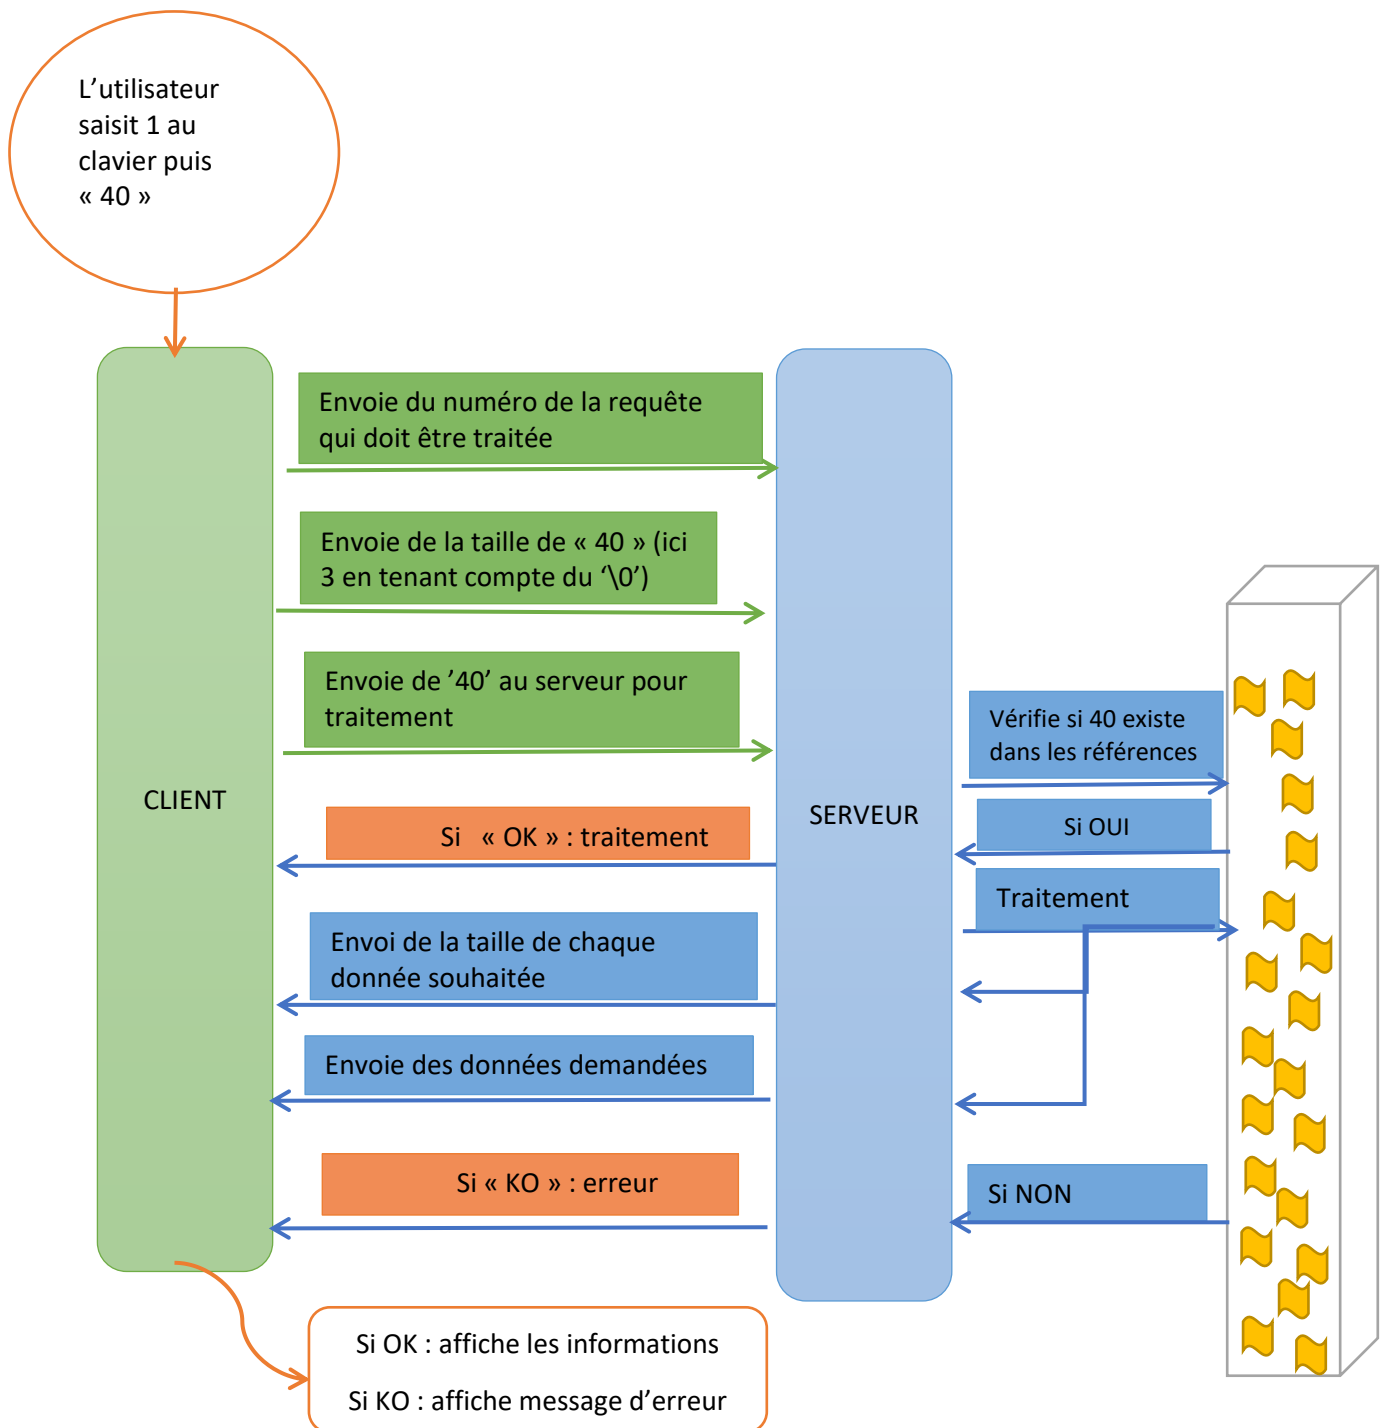 L’utilisateur
saisit 1 au
clavier puis
« 40 »
Envoie du numéro de la requête
qui doit être traitée
Envoie de la taille de « 40 » (ici
3 en tenant compte du ‘\0’)
Envoie de ’40’ au serveur pour
traitement
Vérifie si 40 existe
dans les références
CLIENT
SERVEUR
Si « OK » : traitement
Si OUI
Traitement
Envoi de la taille de chaque
donnée souhaitée
Envoie des données demandées
Si « KO » : erreur
Si NON
Si OK : affiche les informations
Si KO : affiche message d’erreur